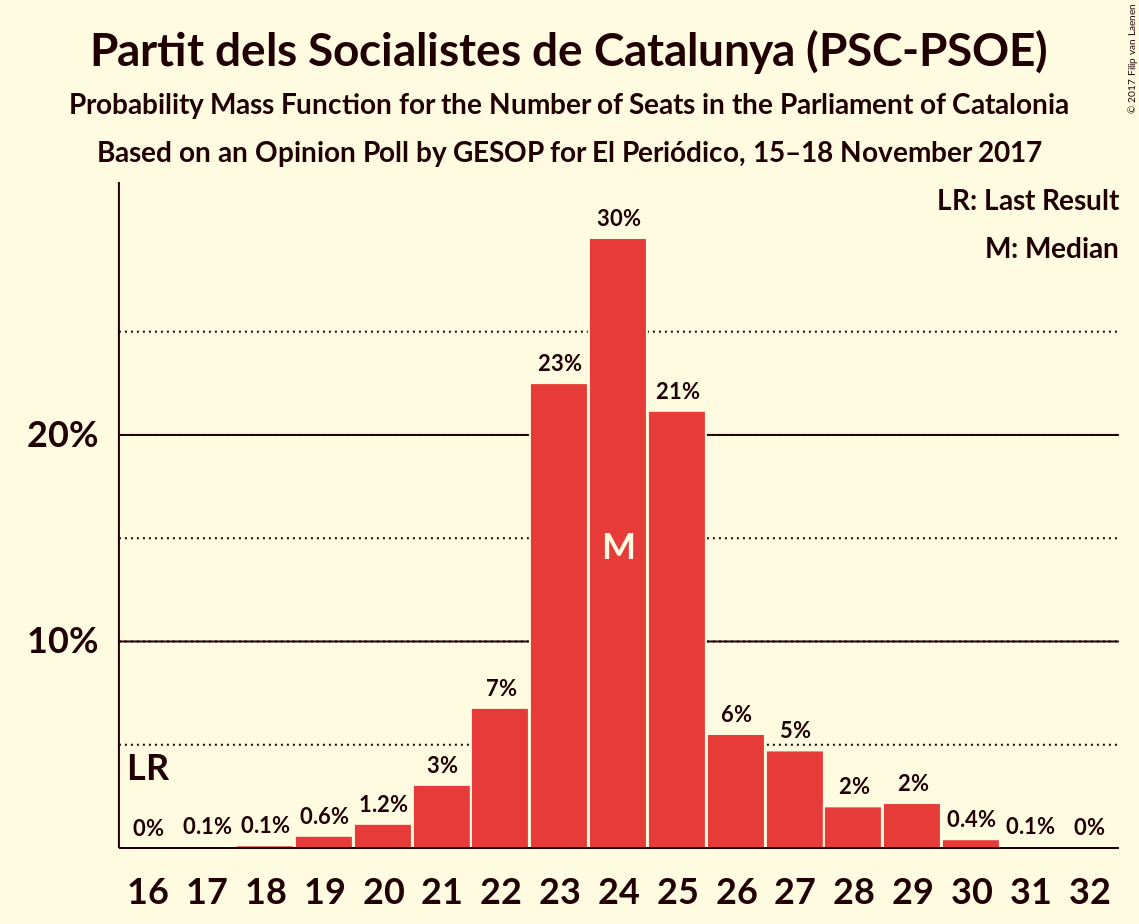 Partit dels Socialistes de Catalunya (PSC-PSOE)
Probability Mass Function for the Number of Seats in the Parliament of Catalonia
Based on an Opinion Poll by GESOP for El Periódico, 15–18 November 2017
© 2017 Filip van Laenen
LR: Last Result
M: Median
30%
23%
21%
20%
M
10%
7%
6%
5%
LR
3%
2%
2%
1.2%
0.6%
0.4%
0% 0.1% 0.1%
0.1% 0%
16 17 18 19 20 21 22 23 24 25 26 27 28 29 30 31 32